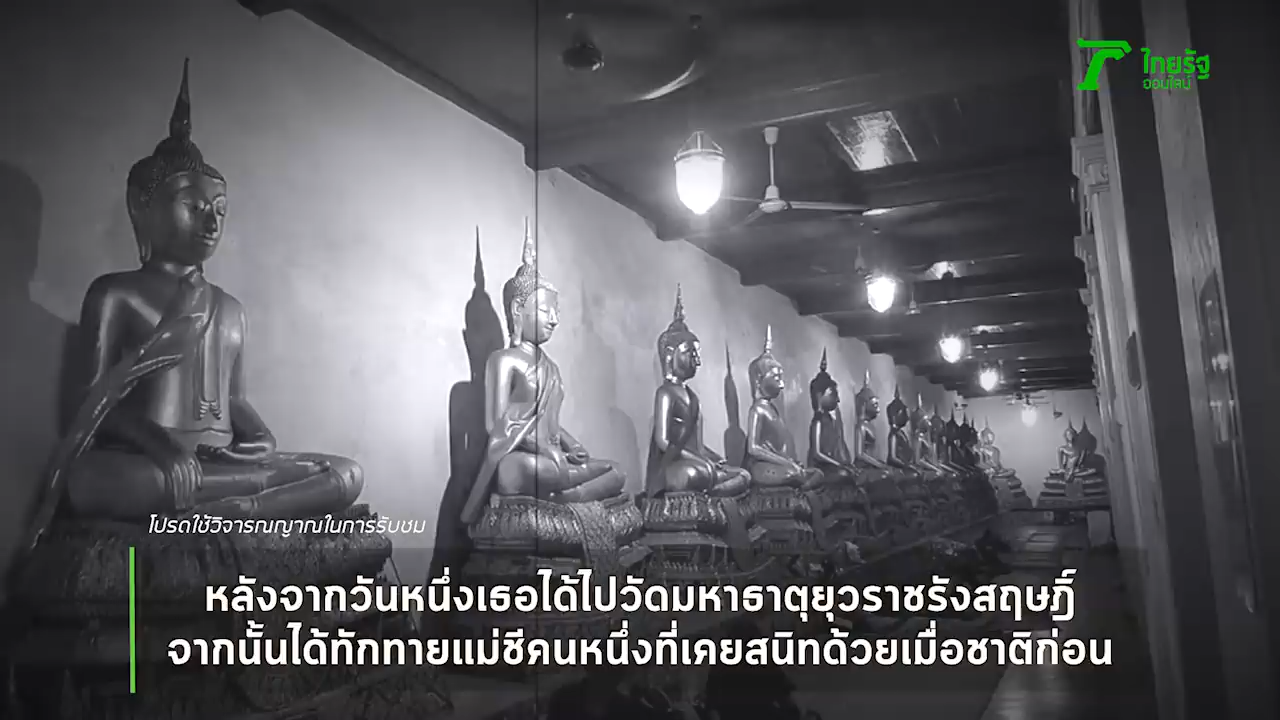 ไทยรัฐ
ออนไลน์
โปรดใช้วิจารณญาณในการรับชม
หลังจากวันหนึ่งเธอได้ไปวัดมหาธาตุยุวราชรังสฤษฎิ์
จากนั้นได้ทักทายแม่ชีคนหนึ่งที่เคยสนิทด้วยเมื่อชาติก่อน